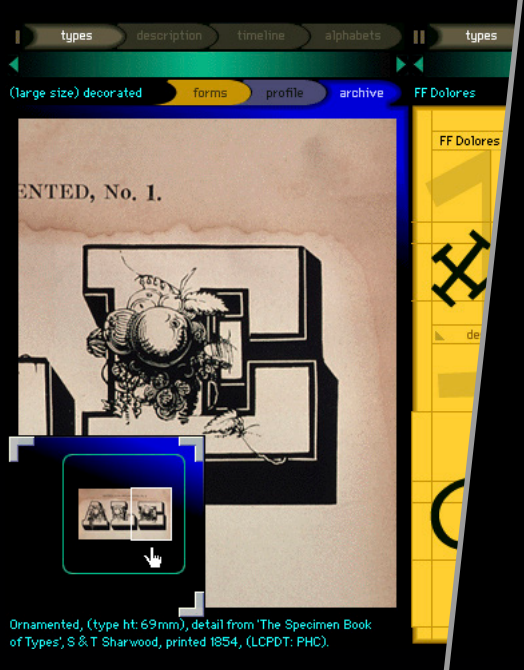 types description timeline alphabets
types
(large size) decorated forms profile archive
FF Dolores
ENTED, No. 1.
FF Dolores
E
de
Ornamented, (type ht: 69mm), detail from 'The Specimen Book
of Types', S & T Sharwood, printed 1854, (LCPDT: PHC).